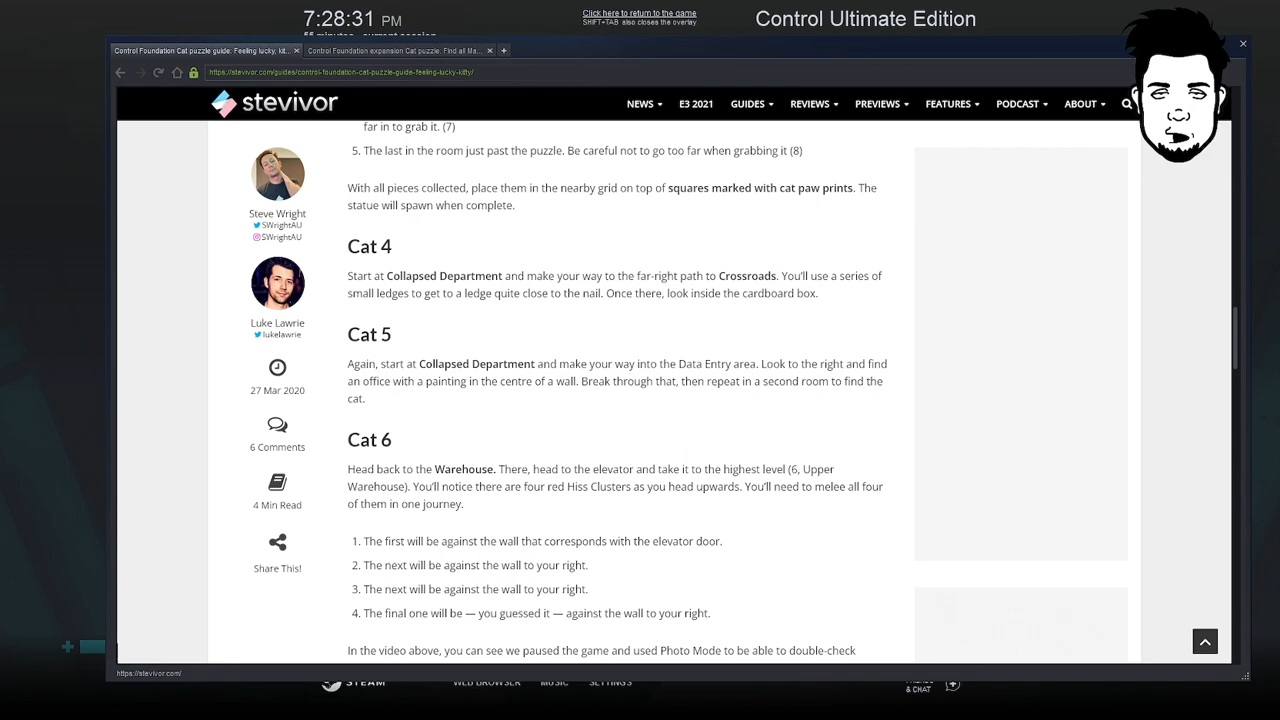 7:28:31 PM
Click here to return to the game
SHIFT+TAB also closes the overlay
Control Ultimate Edition
55 minutes - current session
Control Foundation Cat puzzle guide: Feeling lucky, kit...
Control Foundation expansion Cat puzzle: Find all Ma...
https://stevivor.com/guides/control-foundation-cat-puzzle-guide-feeling-lucky-kitty/
stevivor
NEWS
E3 2021
GUIDES
REVIEWS
PREVIEWS
FEATURES
PODCAST
ABOUT
far in to grab it. (7)
5. The last in the room just past the puzzle. Be careful not to go too far when grabbing it (8)
With all pieces collected, place them in the nearby grid on top of squares marked with cat paw prints. The
statue will spawn when complete.
Steve Wright
SWrightAU
SWrightAU
Luke Lawrie
lukelawrie
27 Mar 2020
6 Comments
4 Min Read
Share This!
Cat 4
Start at Collapsed Department and make your way to the far-right path to Crossroads. You'll use a series of
small ledges to get to a ledge quite close to the nail. Once there, look inside the cardboard box.
Cat 5
Again, start at Collapsed Department and make your way into the Data Entry area. Look to the right and find
an office with a painting in the centre of a wall. Break through that, then repeat in a second room to find the
cat.
Cat 6
Head back to the Warehouse. There, head to the elevator and take it to the highest level (6, Upper
Warehouse). You'll notice there are four red Hiss Clusters as you head upwards. You'll need to melee all four
of them in one journey.
1. The first will be against the wall that corresponds with the elevator door.
2. The next will be against the wall to your right.
3. The next will be against the wall to your right.
4. The final one will be — you guessed it — against the wall to your right.
In the video above, you can see we paused the game and used Photo Mode to be able to double-check
https://stevivor.com/
STEAM
WEB BROWSER
MUSIC
SETTINGS
FRIENDS
& CHAT